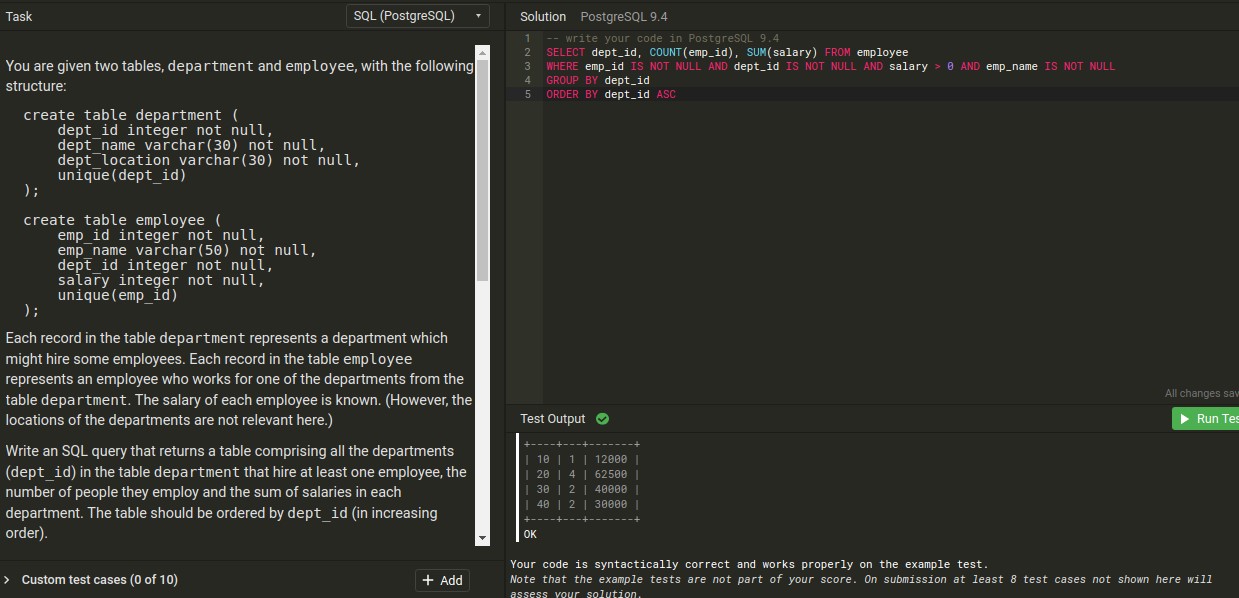 Task
SQL (PostgreSQL)
You are given two tables, department and employee, with the following
structure:
create table department (
dept_id integer not null,
dept_name varchar(30) not null,
dept_location varchar(30) not null,
unique(dept_id)
);
create table employee (
emp_id integer not null,
emp_name varchar(50) not null,
dept_id integer not null,
salary integer not null,
unique(emp_id)
);
Each record in the table department represents a department which
might hire some employees. Each record in the table employee
represents an employee who works for one of the departments from the
table department. The salary of each employee is known. (However, the
locations of the departments are not relevant here.)
Write an SQL query that returns a table comprising all the departments
(dept_id) in the table department that hire at least one employee, the
number of people they employ and the sum of salaries in each
department. The table should be ordered by dept_id (in increasing
order).
Custom test cases (0 of 10)
+ Add
Solution PostgreSQL 9.4
1 -- write your code in PostgreSQL 9.4
2 SELECT dept_id, COUNT(emp_id), SUM(salary) FROM employee
3 WHERE emp_id IS NOT NULL AND dept_id IS NOT NULL AND salary > 0 AND emp_name IS NOT NULL
4 GROUP BY dept_id
5 ORDER BY dept_id ASC
All changes sav
Test Output
Run Tes
+----+---+-------+
| 10 | 1 | 12000 |
| 20 | 4 | 62500 |
| 30 | 2 | 40000 |
| 40 | 2 | 30000 |
+----+---+-------+
OK
Your code is syntactically correct and works properly on the example test.
Note that the example tests are not part of your score. On submission at least 8 test cases not shown here will
assess your solution.